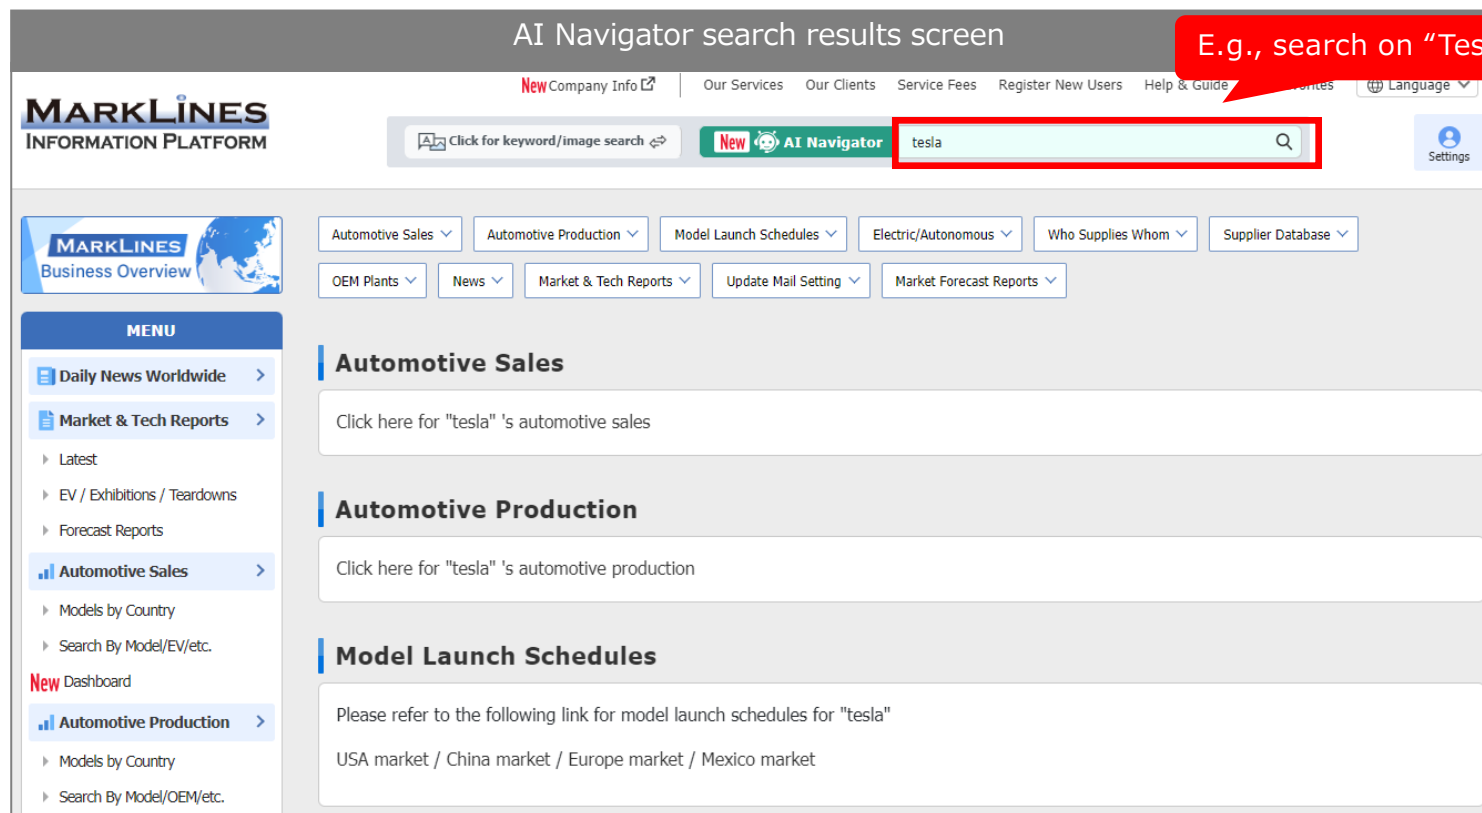 AI Navigator search results screen
E.g., search on “Tes
New Company Info
Our Services
Our Clients
Service Fees
Register New Users
Help & Guide
Language
MARKLINES
INFORMATION PLATFORM
Click for keyword/image search
New AI Navigator
tesla
Settings
MARKLINES
Business Overview
Automotive Sales
Automotive Production
Model Launch Schedules
Electric/Autonomous
Who Supplies Whom
Supplier Database
OEM Plants
News
Market & Tech Reports
Update Mail Setting
Market Forecast Reports
MENU
Daily News Worldwide
Market & Tech Reports
Latest
EV / Exhibitions / Teardowns
Forecast Reports
Automotive Sales
Models by Country
Search By Model/EV/etc.
New Dashboard
Automotive Production
Models by Country
Search By Model/OEM/etc.
Automotive Sales
Click here for "tesla" 's automotive sales
Automotive Production
Click here for "tesla" 's automotive production
Model Launch Schedules
Please refer to the following link for model launch schedules for "tesla"
USA market / China market / Europe market / Mexico market